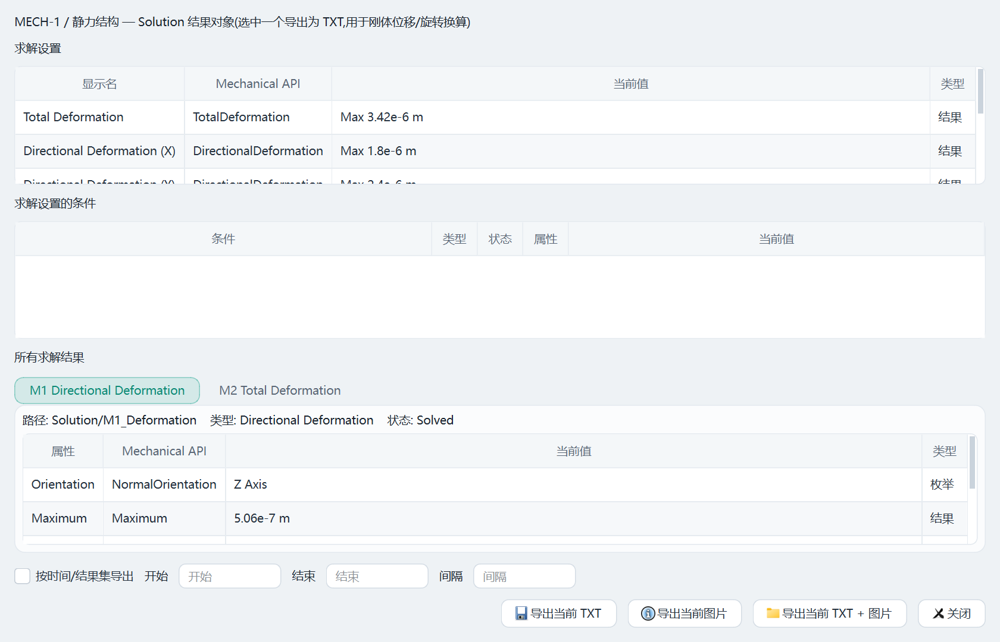 MECH-1 / 静力结构 — Solution 结果对象(选中一个导出为 TXT,用于刚体位移/旋转换算)
求解设置
显示名 Mechanical API 当前值 类型
Total Deformation TotalDeformation Max 3.42e-6 m 结果
Directional Deformation (X) DirectionalDeformation Max 1.8e-6 m 结果
Directional Deformation (Y) DirectionalDeformation Max 2.4e-6 m 结果
求解设置的条件
条件 类型 状态 属性 当前值
所有求解结果
M1 Directional Deformation M2 Total Deformation
路径: Solution/M1_Deformation 类型: Directional Deformation 状态: Solved
属性 Mechanical API 当前值 类型
Orientation NormalOrientation Z Axis 枚举
Maximum Maximum 5.06e-7 m 结果
按时间/结果集导出 开始 开始 结束 结束 间隔 间隔
导出当前 TXT 导出当前图片 导出当前 TXT + 图片 关闭